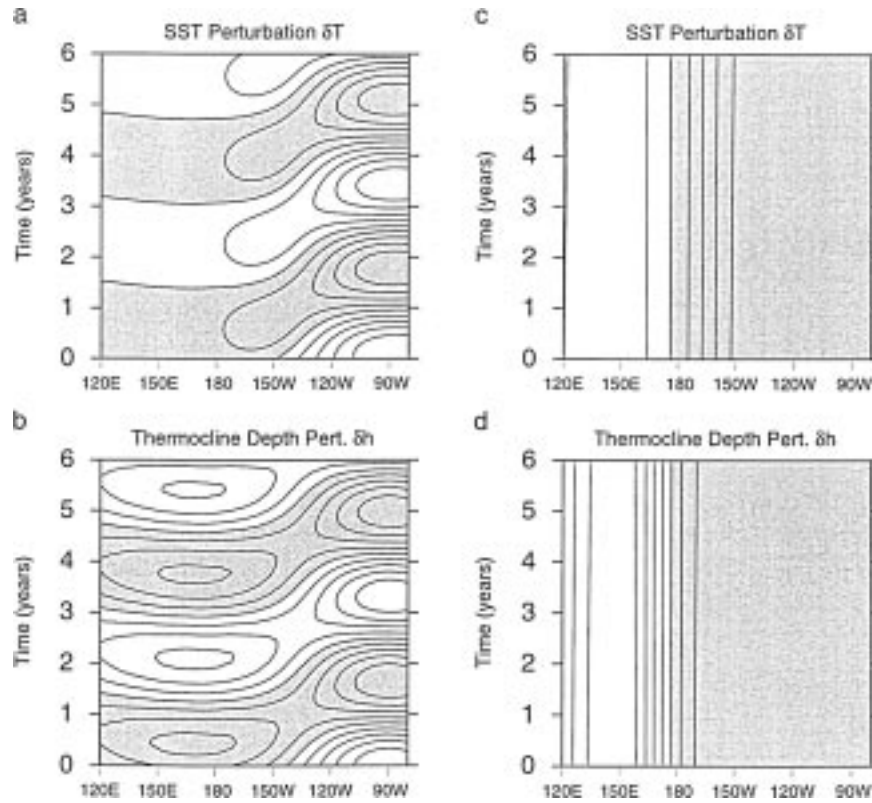 a
SST Perturbation δT
Time (years)
6
5
4
3
2
1
0
120E 150E 180 150W 120W 90W
c
SST Perturbation δT
Time (years)
6
5
4
3
2
1
0
120E 150E 180 150W 120W 90W
b
Thermocline Depth Pert. δh
Time (years)
6
5
4
3
2
1
0
120E 150E 180 150W 120W 90W
d
Thermocline Depth Pert. δh
Time (years)
6
5
4
3
2
1
0
120E 150E 180 150W 120W 90W